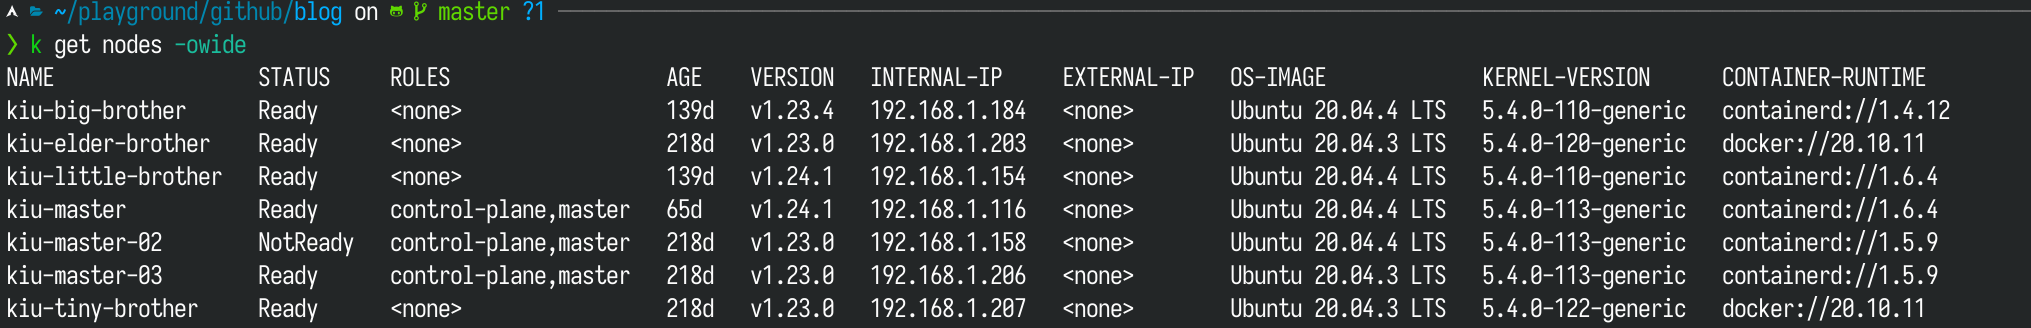 ~/playground/github/blog on master ?1
❯ k get nodes -owide
NAME STATUS ROLES AGE VERSION INTERNAL-IP EXTERNAL-IP OS-IMAGE KERNEL-VERSION CONTAINER-RUNTIME
kiu-big-brother Ready <none> 139d v1.23.4 192.168.1.184 <none> Ubuntu 20.04.4 LTS 5.4.0-110-generic containerd://1.4.12
kiu-elder-brother Ready <none> 218d v1.23.0 192.168.1.203 <none> Ubuntu 20.04.3 LTS 5.4.0-120-generic docker://20.10.11
kiu-little-brother Ready <none> 139d v1.24.1 192.168.1.154 <none> Ubuntu 20.04.4 LTS 5.4.0-110-generic containerd://1.6.4
kiu-master Ready control-plane,master 65d v1.24.1 192.168.1.116 <none> Ubuntu 20.04.4 LTS 5.4.0-113-generic containerd://1.6.4
kiu-master-02 NotReady control-plane,master 218d v1.23.0 192.168.1.158 <none> Ubuntu 20.04.4 LTS 5.4.0-113-generic containerd://1.5.9
kiu-master-03 Ready control-plane,master 218d v1.23.0 192.168.1.206 <none> Ubuntu 20.04.3 LTS 5.4.0-113-generic containerd://1.5.9
kiu-tiny-brother Ready <none> 218d v1.23.0 192.168.1.207 <none> Ubuntu 20.04.3 LTS 5.4.0-122-generic docker://20.10.11